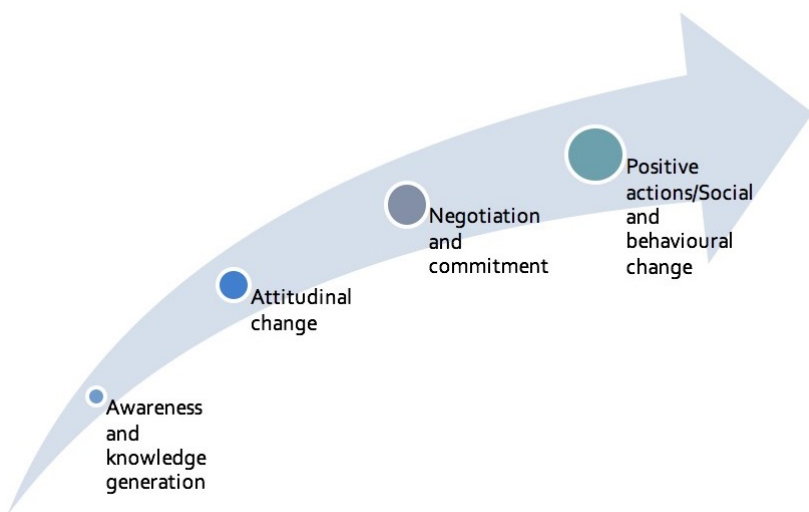 Awareness
and
knowledge
generation
Attitudinal
change
Negotiation
and
commitment
Positive
actions/Social
and
behavioural
change